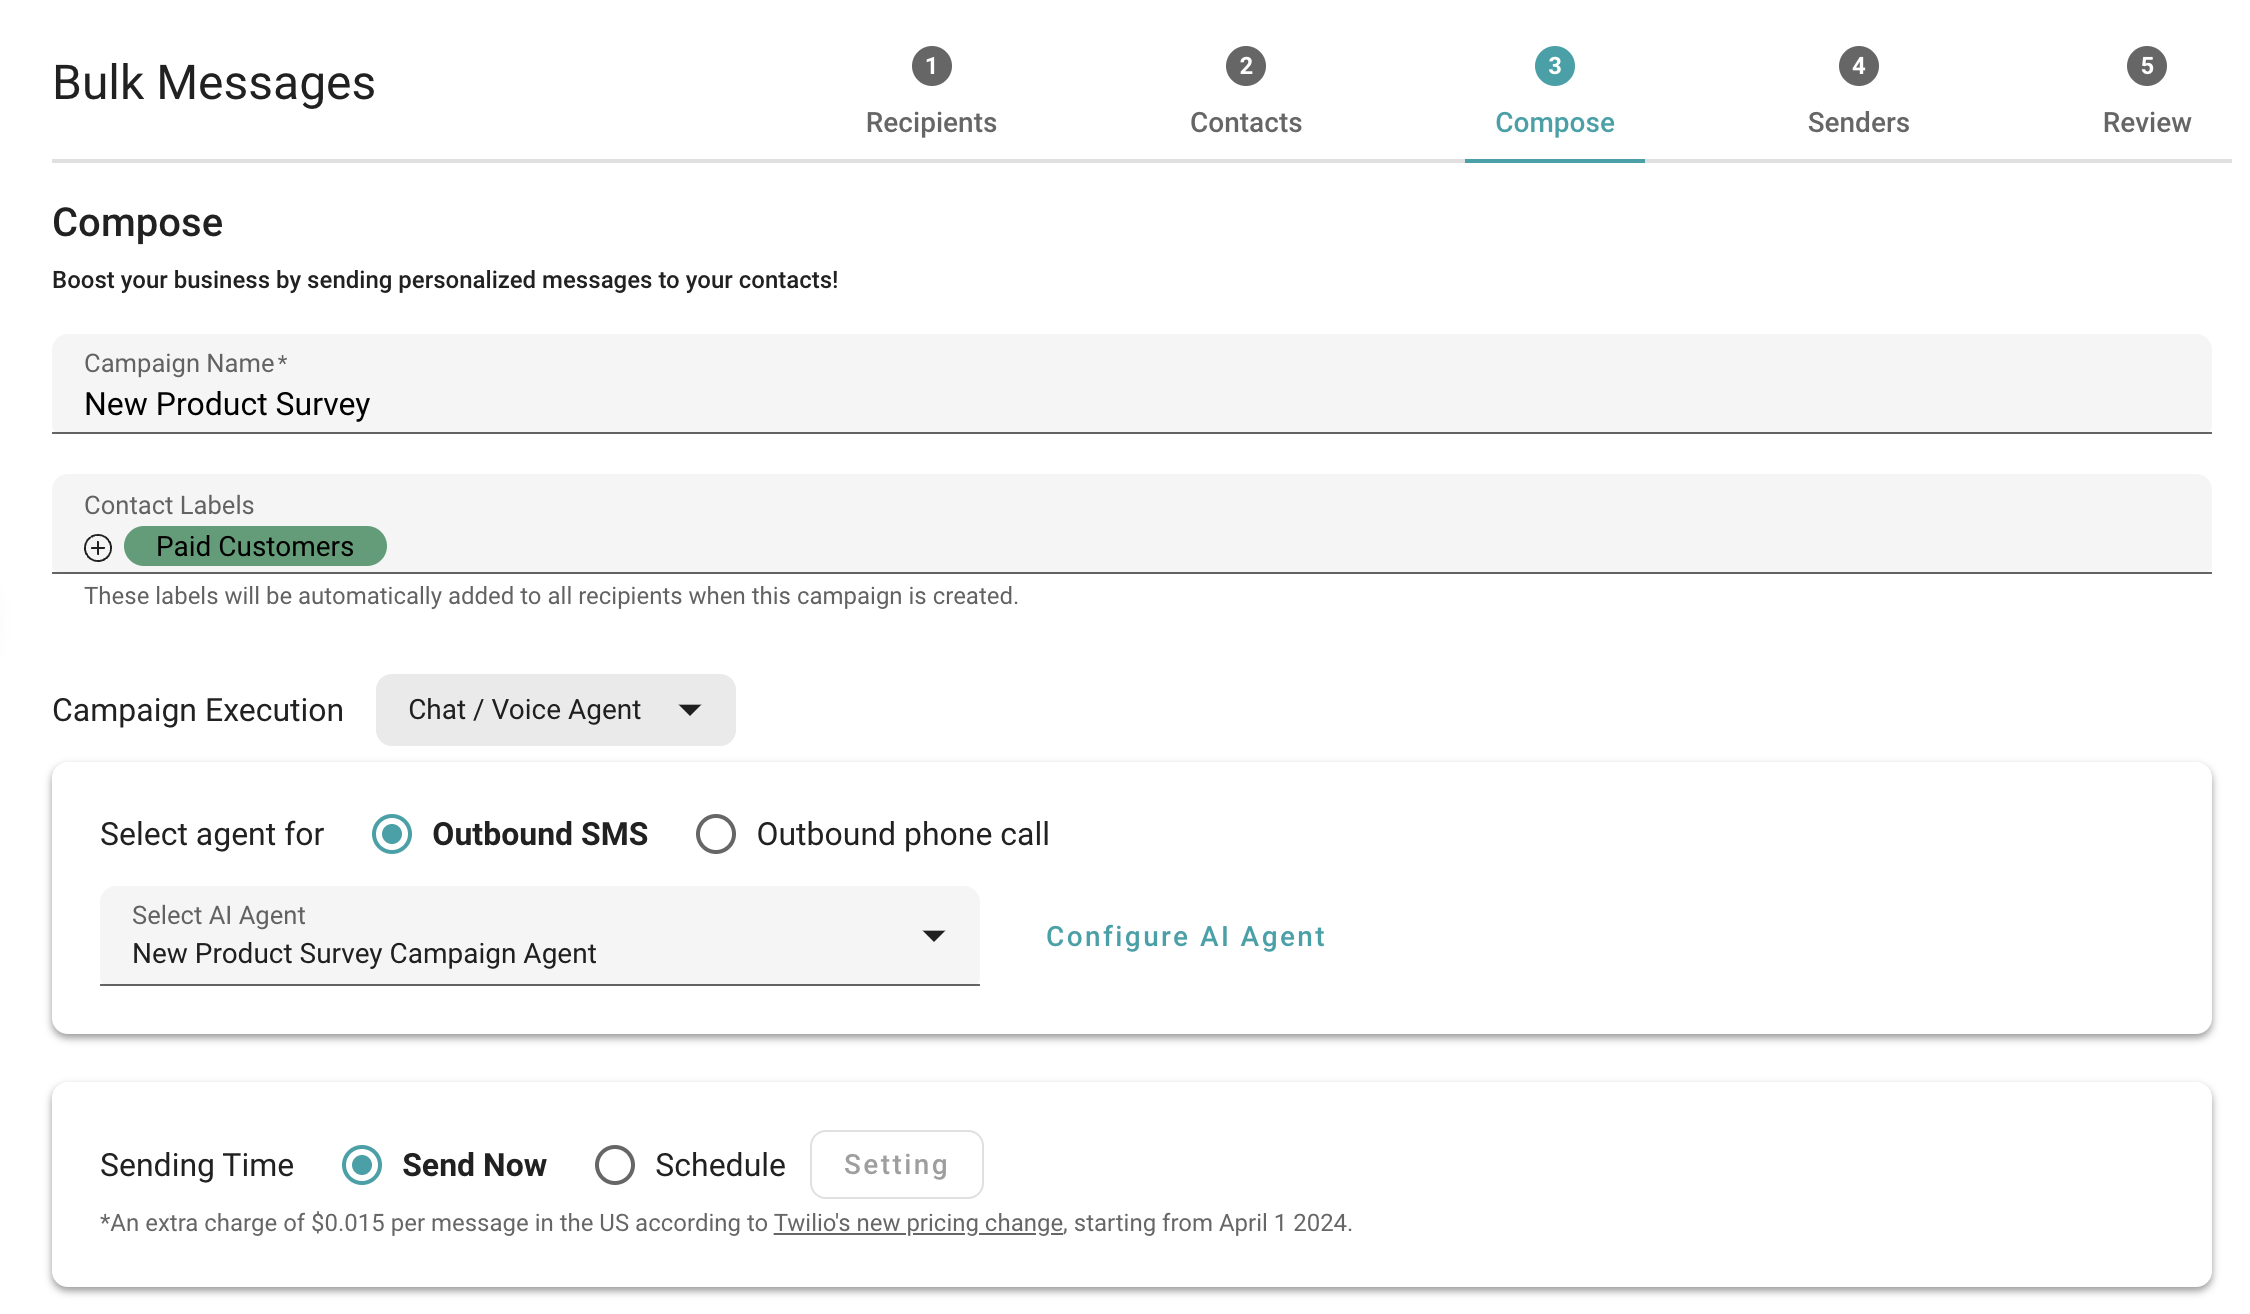 Bulk Messages
1 2 3 4 5
Recipients Contacts Compose Senders Review
Compose
Boost your business by sending personalized messages to your contacts!
Campaign Name*
New Product Survey
Contact Labels
Paid Customers
These labels will be automatically added to all recipients when this campaign is created.
Campaign Execution Chat / Voice Agent
Select agent for Outbound SMS Outbound phone call
Select AI Agent
New Product Survey Campaign Agent
Configure AI Agent
Sending Time Send Now Schedule Setting
*An extra charge of $0.015 per message in the US according to Twilio's new pricing change, starting from April 1 2024.